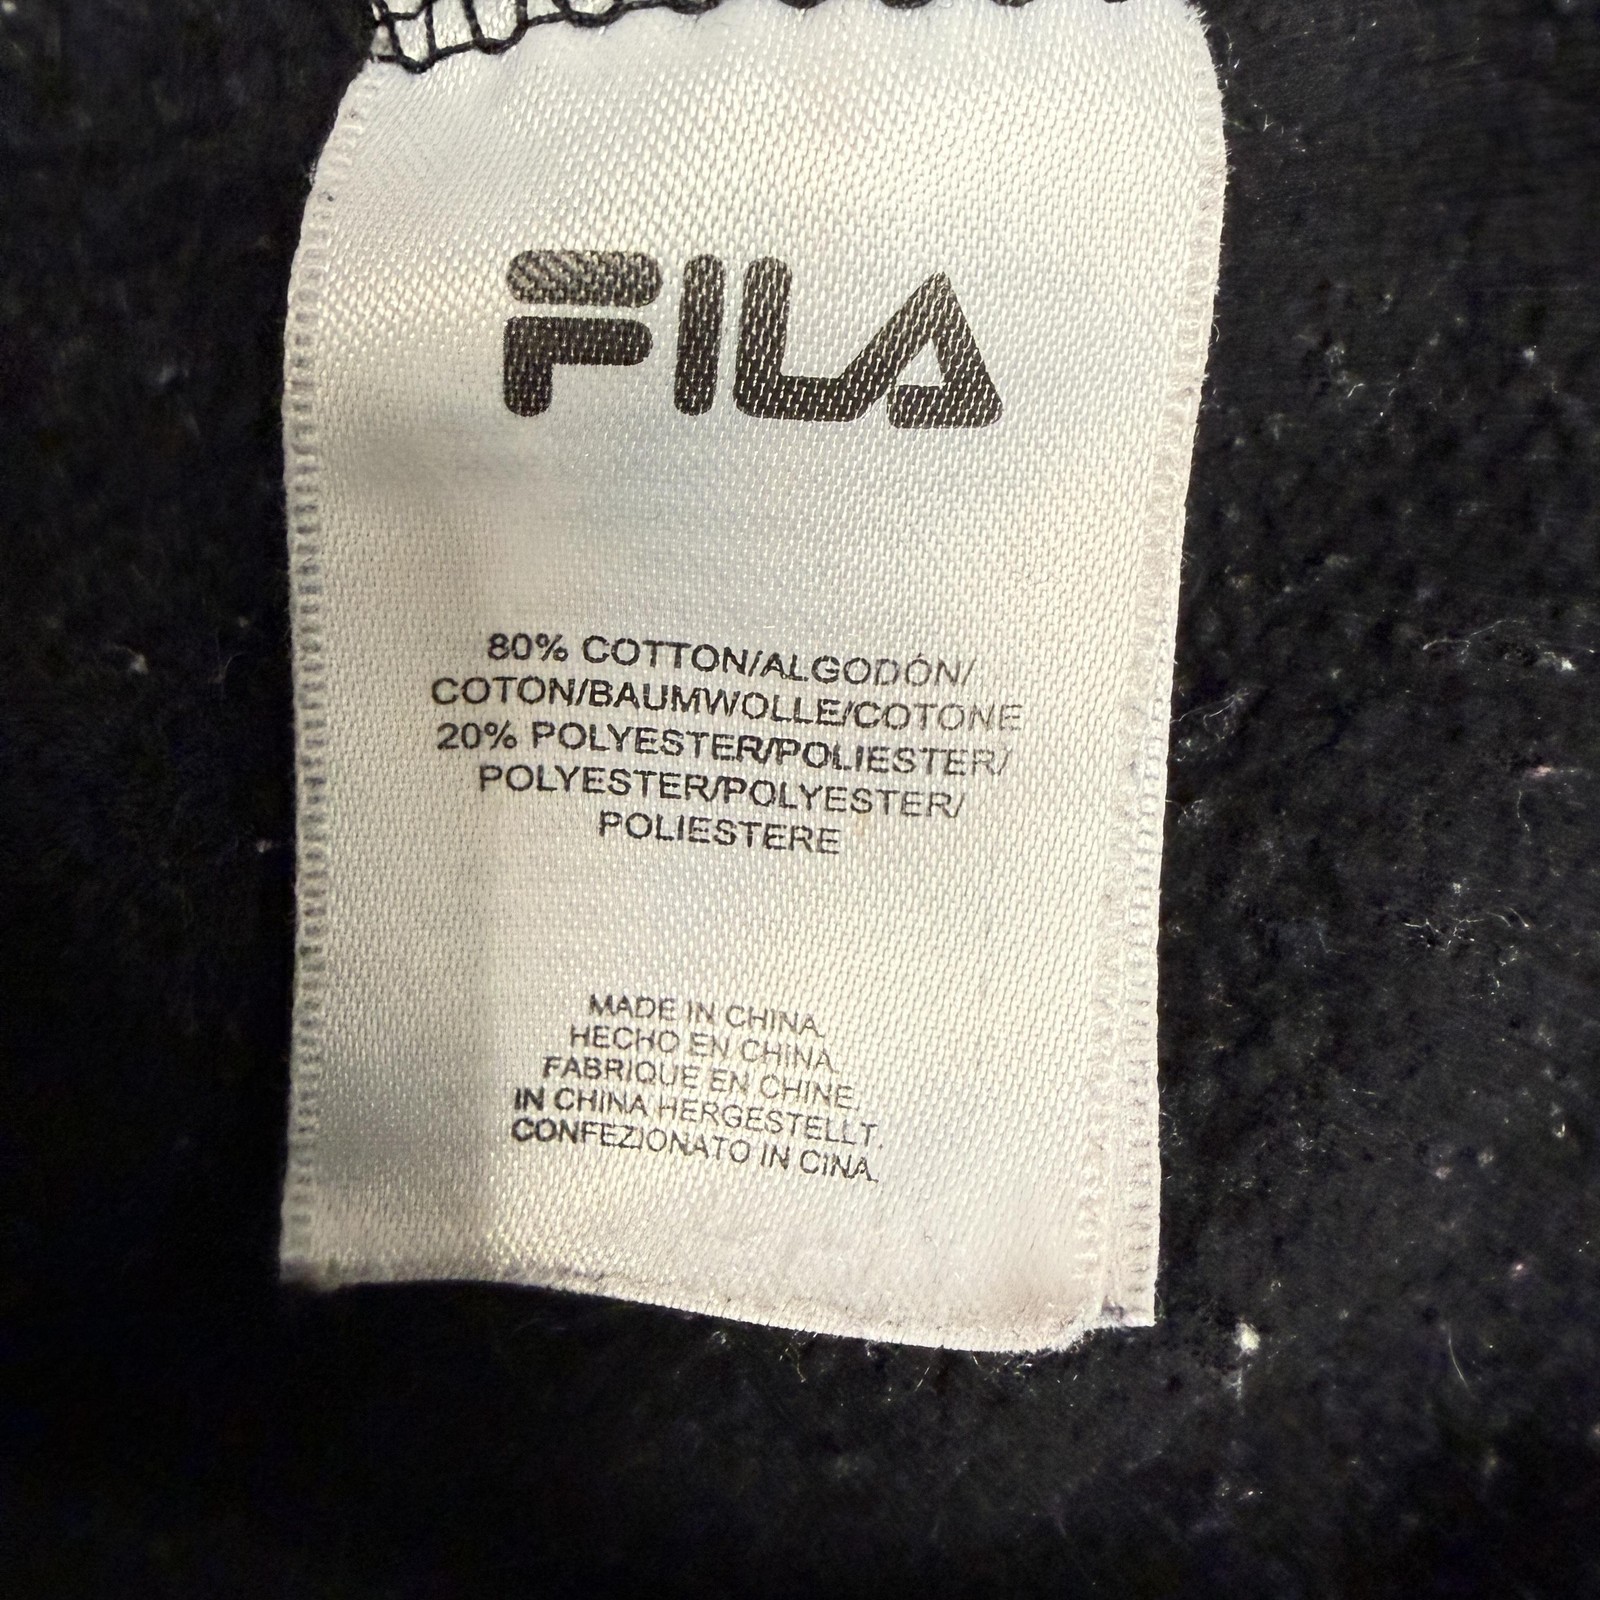 FILA
80% COTTON/ALGODÓN/
COTON/BAUMWOLLE/COTONE
20% POLYESTER/POLIESTER/
POLYESTER/POLYESTER/
POLIESTERE
MADE IN CHINA.
HECHO EN CHINA.
FABRIQUE EN CHINE.
IN CHINA HERGESTELLT.
CONFEZIONATO IN CINA.